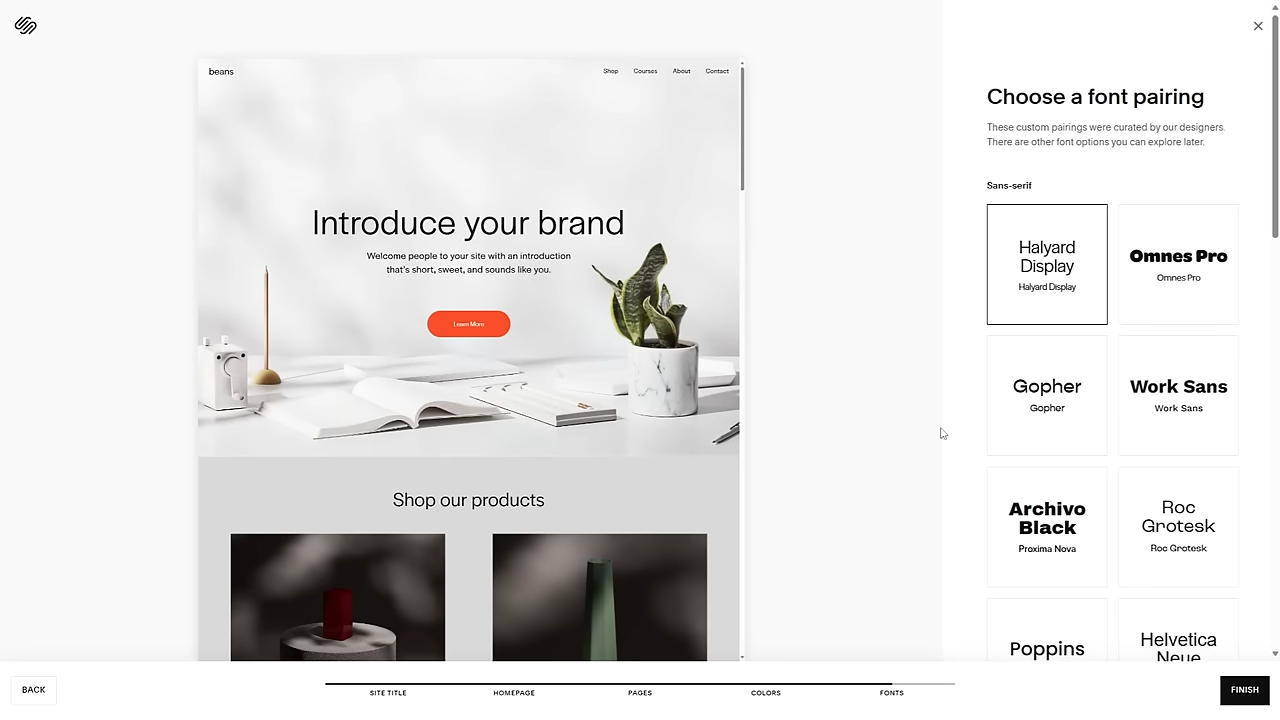 beans
Shop
Courses
About
Contact
Introduce your brand
Welcome people to your site with an introduction
that's short, sweet, and sounds like you.
Learn More
Shop our products
Choose a font pairing
These custom pairings were curated by our designers.
There are other font options you can explore later.
Sans-serif
Halyard
Display
Halyard Display
Omnes Pro
Omnes Pro
Gopher
Gopher
Work Sans
Work Sans
Archivo
Black
Proxima Nova
Roc
Grotesk
Roc Grotesk
Poppins
Helvetica
Neue
BACK
SITE TITLE
HOMEPAGE
PAGES
COLORS
FONTS
FINISH